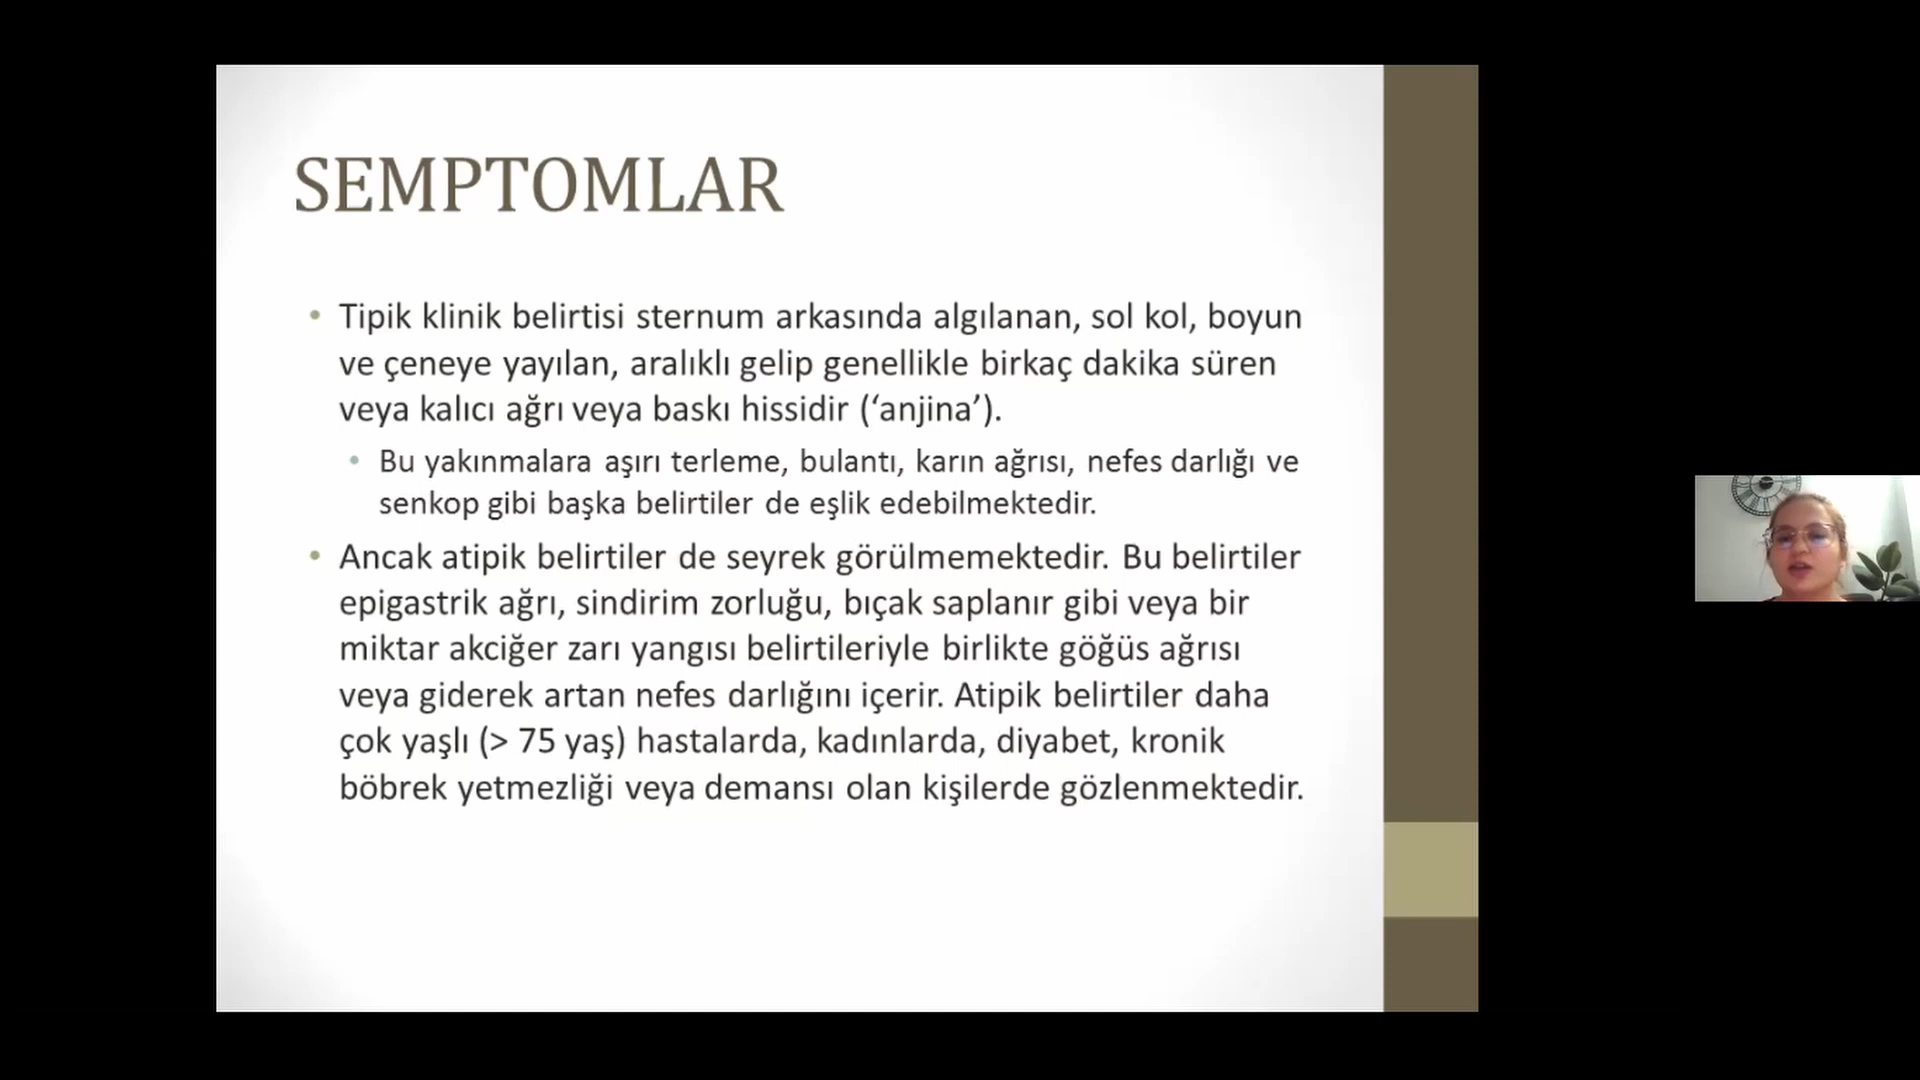 SEMPTOMLAR
• Tipik klinik belirtisi sternum arkasında algılanan, sol kol, boyun
ve çeneye yayılan, aralıklı gelip genellikle birkaç dakika süren
veya kalıcı ağrı veya baskı hissidir (‘anjina’).
• Bu yakınmalara aşırı terleme, bulantı, karın ağrısı, nefes darlığı ve
senkop gibi başka belirtiler de eşlik edebilmektedir.
• Ancak atipik belirtiler de seyrek görülmemektedir. Bu belirtiler
epigastrik ağrı, sindirim zorluğu, bıçak saplanır gibi veya bir
miktar akciğer zarı yangısı belirtileriyle birlikte göğüs ağrısı
veya giderek artan nefes darlığını içerir. Atipik belirtiler daha
çok yaşlı (> 75 yaş) hastalarda, kadınlarda, diyabet, kronik
böbrek yetmezliği veya demansı olan kişilerde gözlenmektedir.